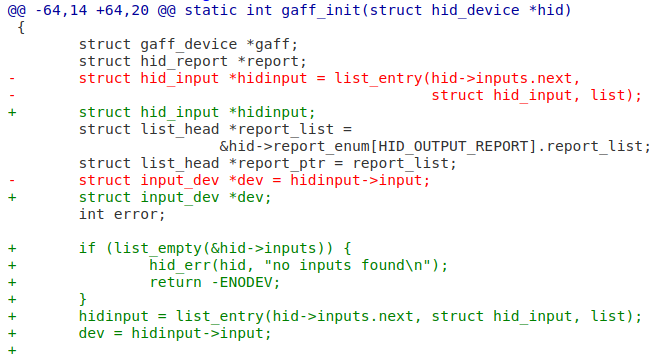 @@ -64,14 +64,20 @@ static int gaff_init(struct hid_device *hid)
 {
        struct gaff_device *gaff;
        struct hid_report *report;
-       struct hid_input *hidinput = list_entry(hid->inputs.next,
-                                               struct hid_input, list);
+       struct hid_input *hidinput;
        struct list_head *report_list =
                        &hid->report_enum[HID_OUTPUT_REPORT].report_list;
        struct list_head *report_ptr = report_list;
-       struct input_dev *dev = hidinput->input;
+       struct input_dev *dev;
        int error;

+       if (list_empty(&hid->inputs)) {
+               hid_err(hid, "no inputs found\n");
+               return -ENODEV;
+       }
+       hidinput = list_entry(hid->inputs.next, struct hid_input, list);
+       dev = hidinput->input;
+